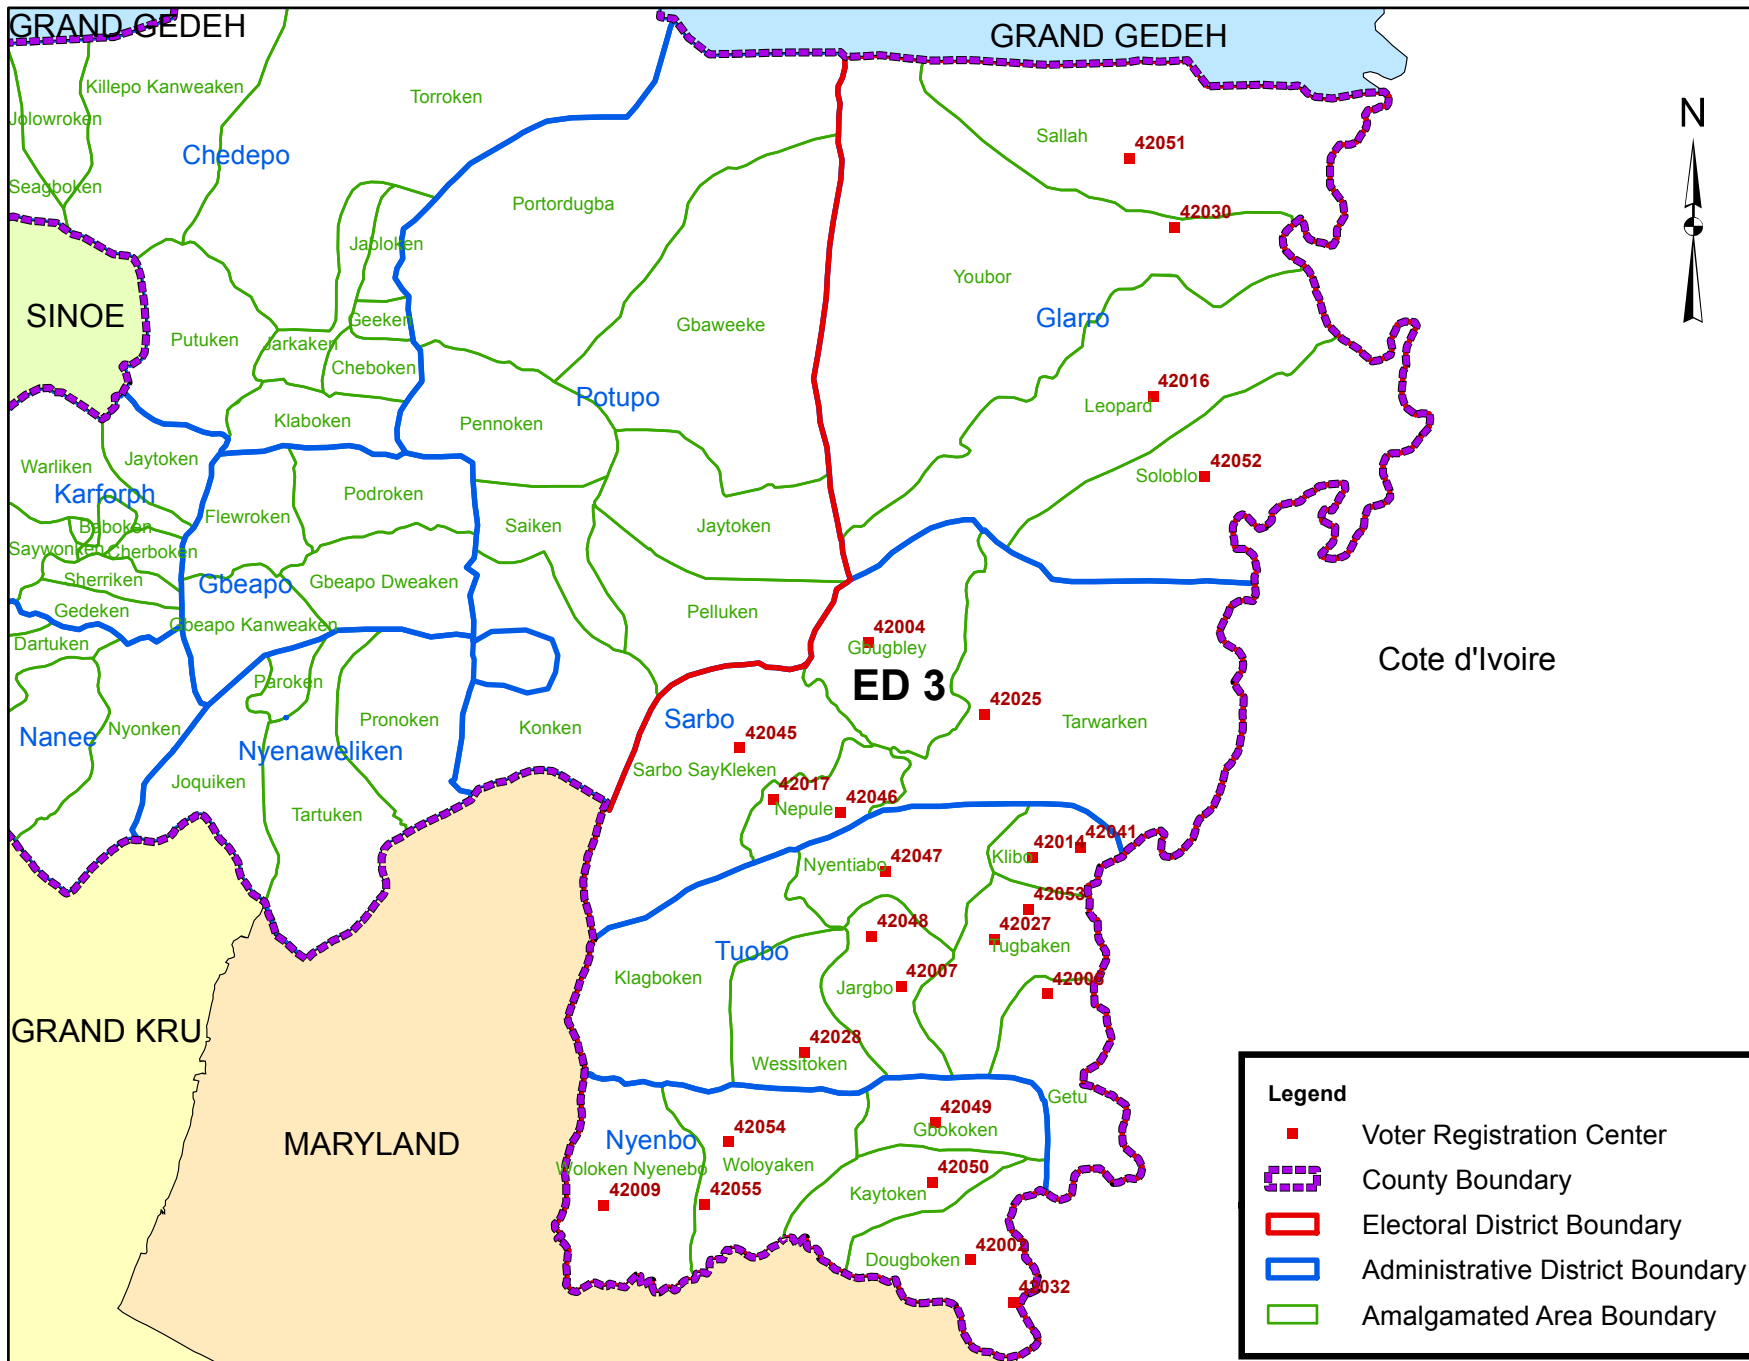 GRAND GEDEH
GRAND GEDEH
Killepo Kanweaken
Torroken
Jolowroken
Chedepo
Seagboken
Sallah
42051
N
Portordugba
42030
Jabloken
Youbor
SINOE
Putuken
Geeken
Jarkaken
Gbaweeke
Glarro
Cheboken
Potupo
42016
Leopard
Klaboken
Pennoken
Warliken
Jaytoken
42052
Soloblo
Karforph
Podroken
Flewroken
Baboken
Saiken
Jaytoken
Saywonken
Cherboken
Sherriken
Gbeapo
Gbeapo Dweaken
Gedeken
Gbeapo Kanweaken
Pelluken
42004
Gbugbley
Dartuken
Cote d'Ivoire
Paroken
ED 3
42025
Nanee
Nyonken
Pronoken
Konken
Sarbo
42045
Tarwarken
Nyenaweliken
Joquiken
Sarbo SayKleken
42017
Nepule
42046
Tartuken
42014
42041
Nyentiabo
42047
Klibo
42053
42048
42027
Tugbaken
Tuobo
Klagboken
Jargbo
42007
42006
GRAND KRU
42028
Wessitoken
Getu
MARYLAND
Nyenbo
42054
42049
Gbokoken
Woloken Nyenebo
Woloyaken
42009
42055
Kaytoken
42050
Dougboken
42002
42032
Legend
Voter Registration Center
County Boundary
Electoral District Boundary
Administrative District Boundary
Amalgamated Area Boundary